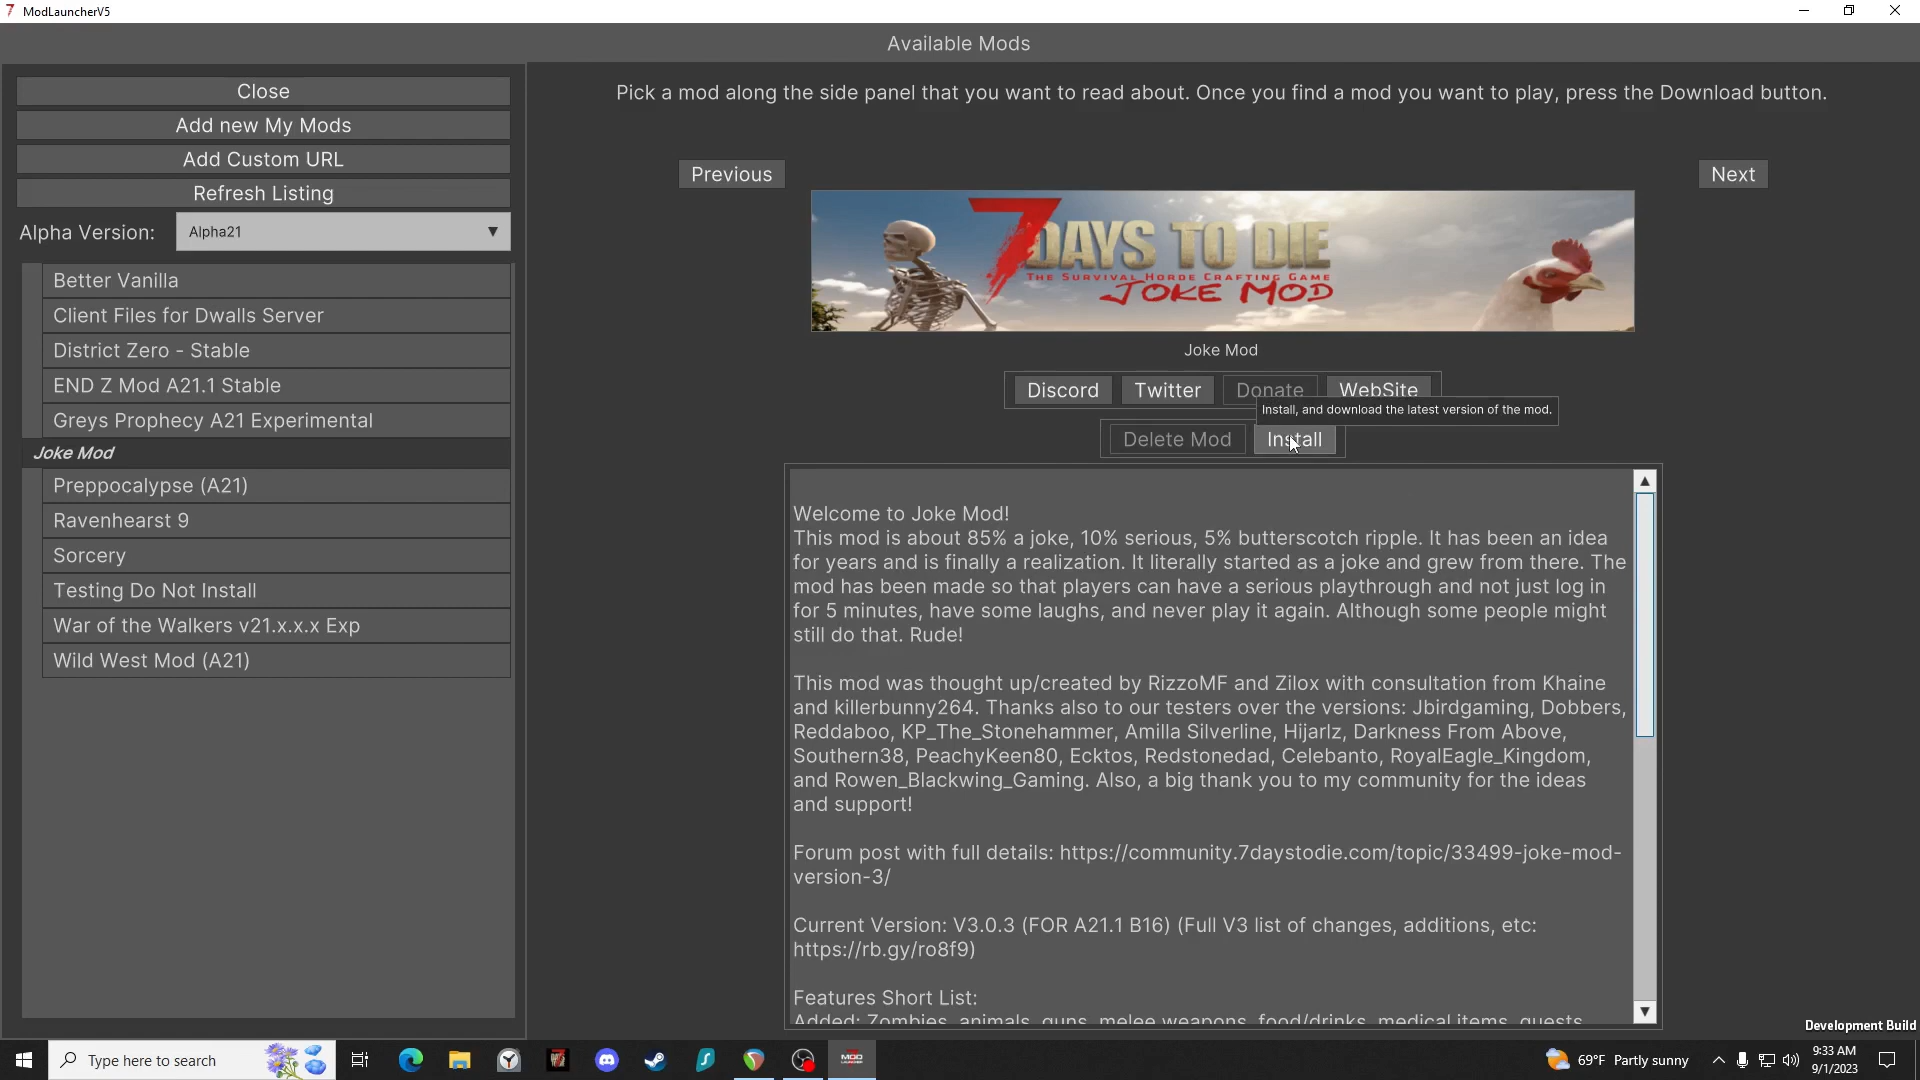 ModLauncherV5
Available Mods
Close
Add new My Mods
Add Custom URL
Refresh Listing
Alpha Version:
Alpha21
Better Vanilla
Client Files for Dwalls Server
District Zero - Stable
END Z Mod A21.1 Stable
Greys Prophecy A21 Experimental
Joke Mod
Preppocalypse (A21)
Ravenhearst 9
Sorcery
Testing Do Not Install
War of the Walkers v21.x.x.x Exp
Wild West Mod (A21)
Pick a mod along the side panel that you want to read about. Once you find a mod you want to play, press the Download button.
Previous
Next
7 DAYS TO DIE
THE SURVIVAL HORDE CRAFTING GAME
JOKE MOD
Joke Mod
Discord Twitter Donate WebSite
Install, and download the latest version of the mod.
Delete Mod Install
Welcome to Joke Mod!
This mod is about 85% a joke, 10% serious, 5% butterscotch ripple. It has been an idea
for years and is finally a realization. It literally started as a joke and grew from there. The
mod has been made so that players can have a serious playthrough and not just log in
for 5 minutes, have some laughs, and never play it again. Although some people might
still do that. Rude!
This mod was thought up/created by RizzoMF and Zilox with consultation from Khaine
and killerbunny264. Thanks also to our testers over the versions: Jbirdgaming, Dobbers,
Reddaboo, KP_The_Stonehammer, Amilla Silverline, Hijarlz, Darkness From Above,
Southern38, PeachyKeen80, Ecktos, Redstonedad, Celebanto, RoyalEagle_Kingdom,
and Rowen_Blackwing_Gaming. Also, a big thank you to my community for the ideas
and support!
Forum post with full details: https://community.7daystodie.com/topic/33499-joke-mod-
version-3/
Current Version: V3.0.3 (FOR A21.1 B16) (Full V3 list of changes, additions, etc:
https://rb.gy/ro8f9)
Features Short List:
Added: Zombies, animals, guns, melee weapons, food/drinks, medical items, quests
Development Build
Type here to search
MOD
LAUNCHER
69°F Partly sunny
9:33 AM
9/1/2023